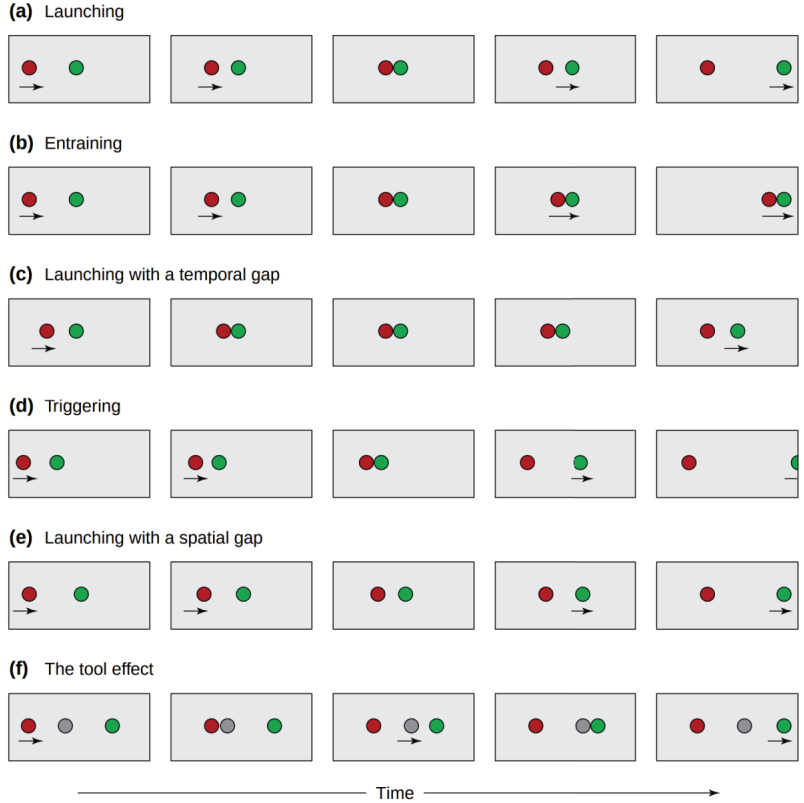 (a) Launching
(b) Entraining
(c) Launching with a temporal gap
(d) Triggering
(e) Launching with a spatial gap
(f) The tool effect
Time